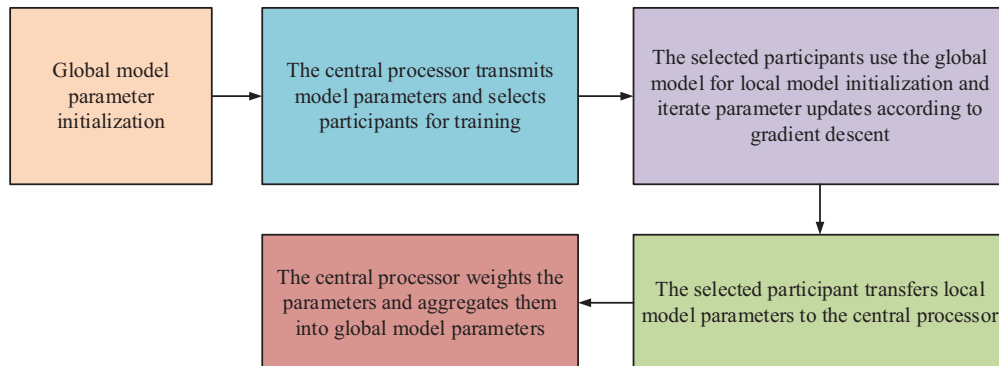 Global model
parameter
initialization
The central processor transmits
model parameters and selects
participants for training
The selected participants use the global
model for local model initialization and
iterate parameter updates according to
gradient descent
The selected participant transfers local
model parameters to the central processor
The central processor weights the
parameters and aggregates them
into global model parameters